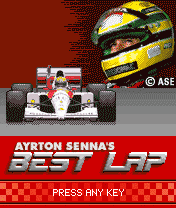 © ASE
AYRTON SENNA'S
BEST LAP
PRESS ANY KEY